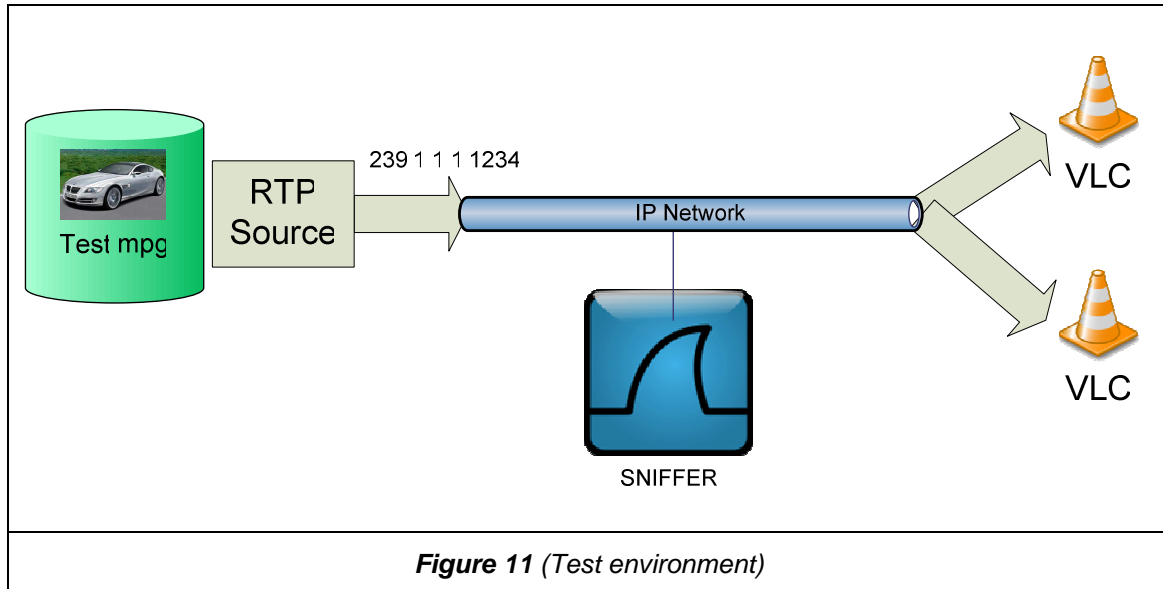 239 1 1 1 1234
RTP
Source
Test mpg
IP Network
VLC
VLC
SNIFFER
Figure 11 (Test environment)